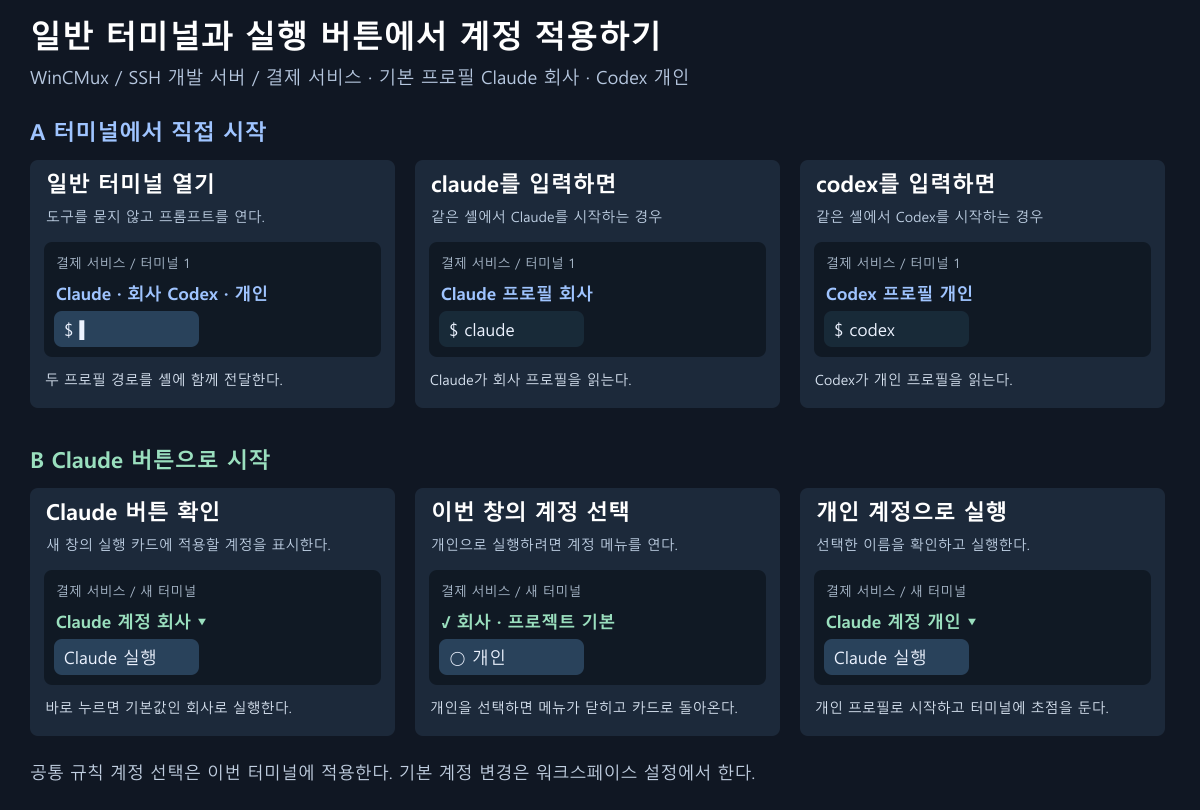 일반 터미널과 실행 버튼에서 계정 적용하기
WinCMux / SSH 개발 서버 / 결제 서비스 · 기본 프로필 Claude 회사 · Codex 개인
A 터미널에서 직접 시작
일반 터미널 열기
도구를 묻지 않고 프롬프트를 연다.
결제 서비스 / 터미널 1
Claude · 회사 Codex · 개인
$ ▌
두 프로필 경로를 셸에 함께 전달한다.
claude를 입력하면
같은 셸에서 Claude를 시작하는 경우
결제 서비스 / 터미널 1
Claude 프로필 회사
$ claude
Claude가 회사 프로필을 읽는다.
codex를 입력하면
같은 셸에서 Codex를 시작하는 경우
결제 서비스 / 터미널 1
Codex 프로필 개인
$ codex
Codex가 개인 프로필을 읽는다.
B Claude 버튼으로 시작
Claude 버튼 확인
새 창의 실행 카드에 적용할 계정을 표시한다.
결제 서비스 / 새 터미널
Claude 계정 회사 ▾
Claude 실행
바로 누르면 기본값인 회사로 실행한다.
이번 창의 계정 선택
개인으로 실행하려면 계정 메뉴를 연다.
결제 서비스 / 새 터미널
✓ 회사 · 프로젝트 기본
○ 개인
개인을 선택하면 메뉴가 닫히고 카드로 돌아온다.
개인 계정으로 실행
선택한 이름을 확인하고 실행한다.
결제 서비스 / 새 터미널
Claude 계정 개인 ▾
Claude 실행
개인 프로필로 시작하고 터미널에 초점을 둔다.
공통 규칙 계정 선택은 이번 터미널에 적용한다. 기본 계정 변경은 워크스페이스 설정에서 한다.